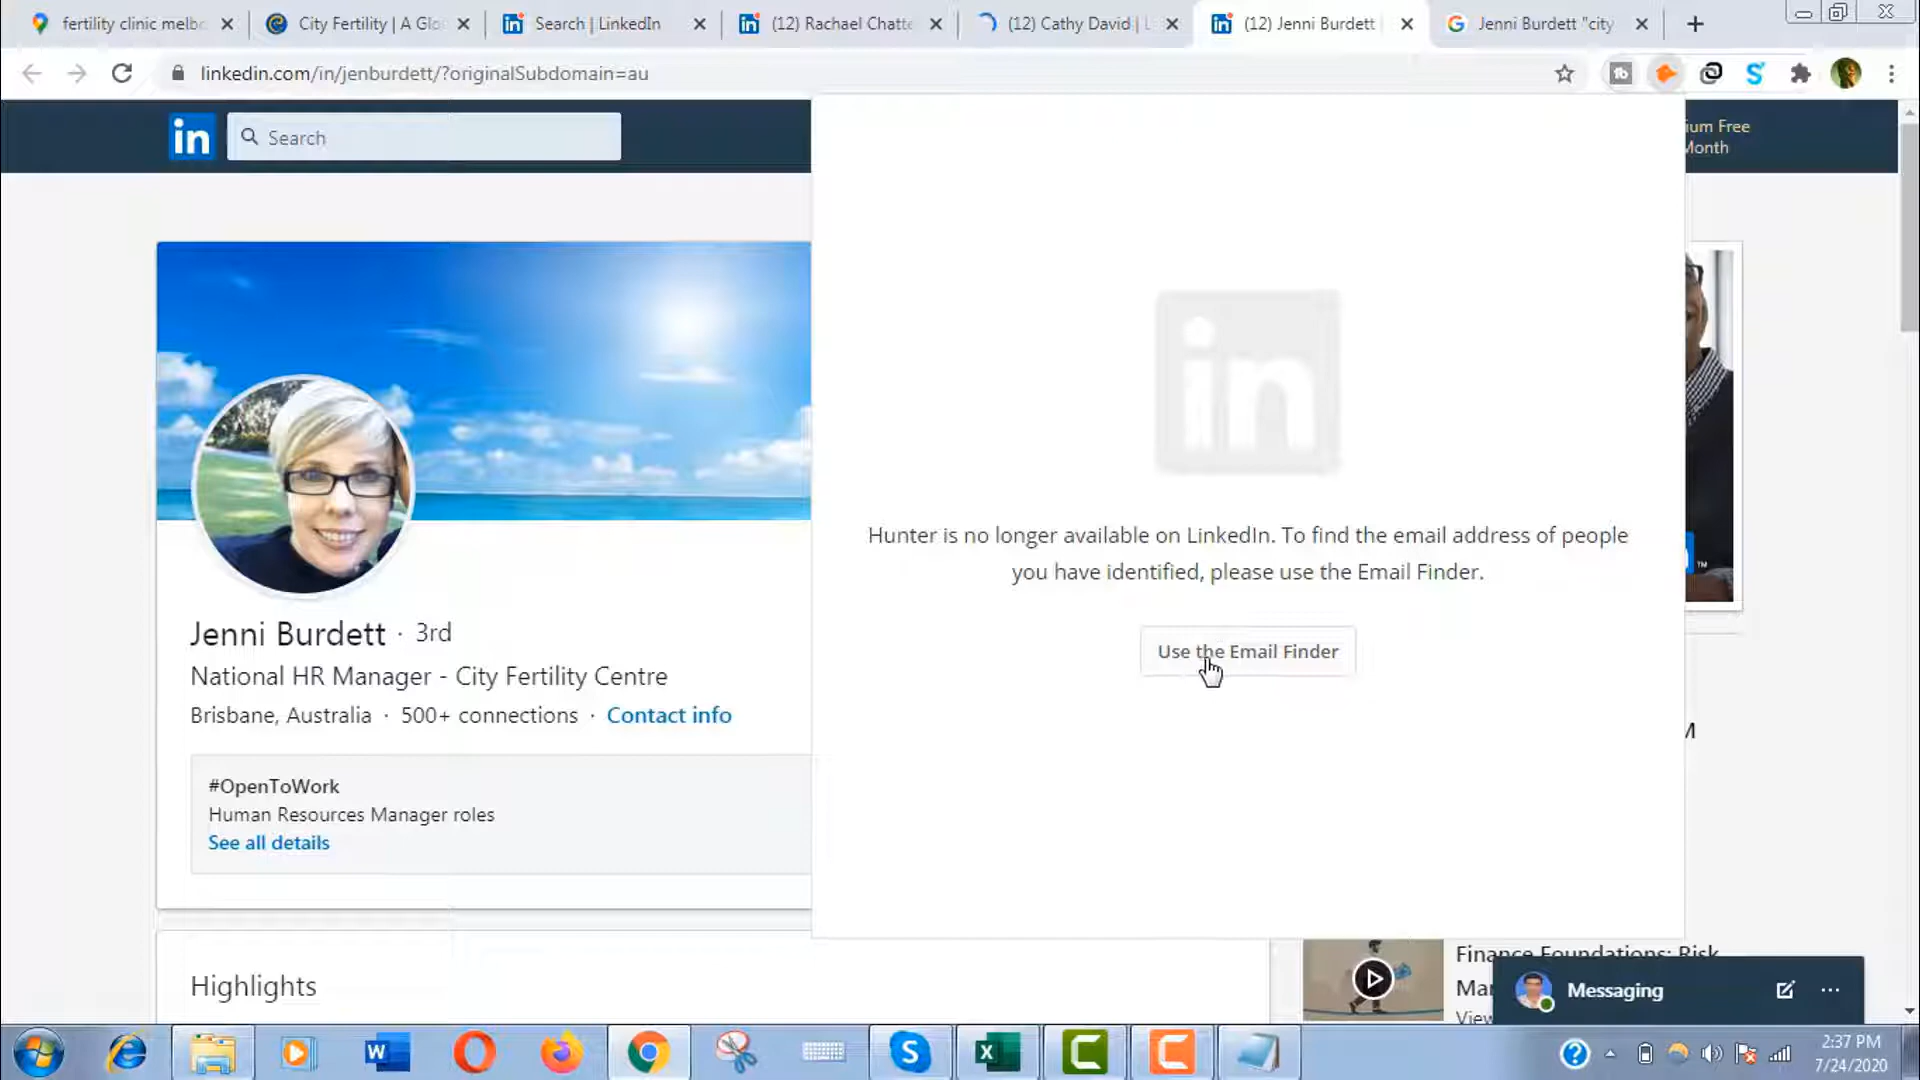 fertility clinic melb
City Fertility | A Glo
Search | LinkedIn
(12) Rachael Chatte
(12) Cathy David | L
(12) Jenni Burdett
Jenni Burdett "city
linkedin.com/in/jenburdett/?originalSubdomain=au
in
Search
ium Free
Month
in
Hunter is no longer available on LinkedIn. To find the email address of people
you have identified, please use the Email Finder.
Use the Email Finder
Jenni Burdett · 3rd
National HR Manager - City Fertility Centre
Brisbane, Australia · 500+ connections · Contact info
#OpenToWork
Human Resources Manager roles
See all details
Highlights
Finance Foundations: Risk
Messaging
View
2:37 PM
7/24/2020